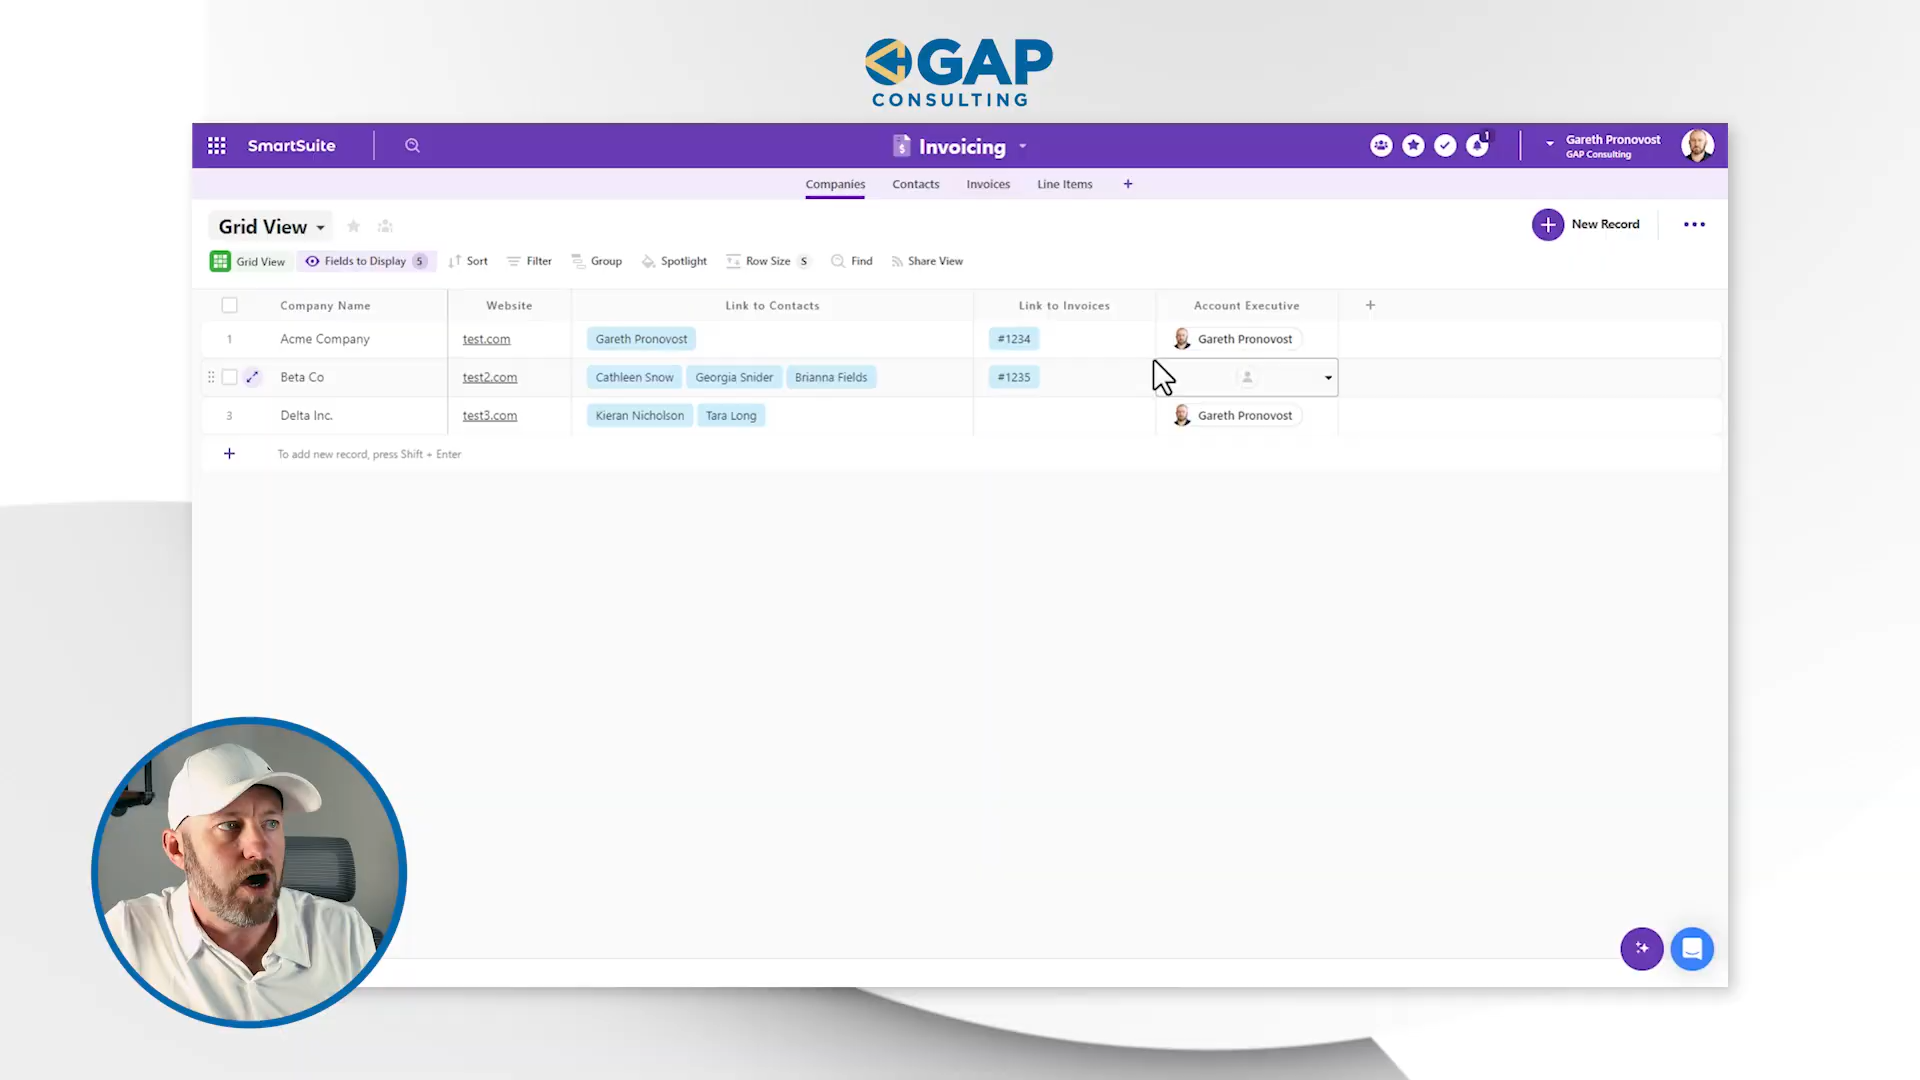 GAP
CONSULTING
SmartSuite
Invoicing
1
Gareth Pronovost
GAP Consulting
Companies Contacts Invoices Line Items +
Grid View
New Record
Grid View Fields to Display 5 Sort Filter Group Spotlight Row Size S Find Share View
Company Name Website Link to Contacts Link to Invoices Account Executive +
1 Acme Company test.com Gareth Pronovost #1234 Gareth Pronovost
Beta Co test2.com Cathleen Snow Georgia Snider Brianna Fields #1235
3 Delta Inc. test3.com Kieran Nicholson Tara Long Gareth Pronovost
+ To add new record, press Shift + Enter